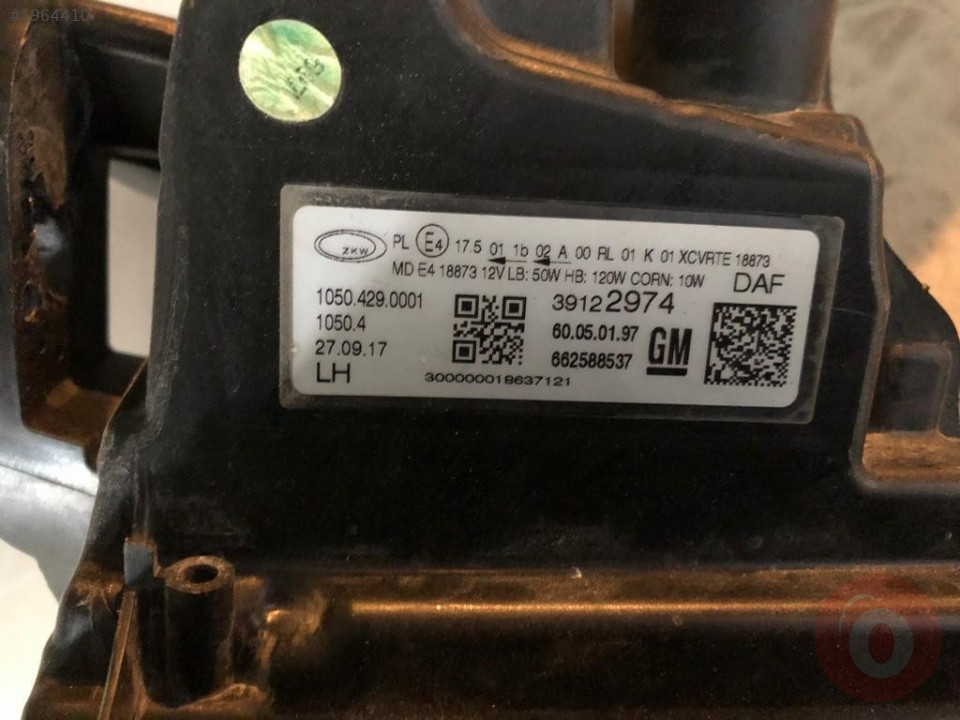 #1964410
ZKW PL E4 17.5 01 1b 02 A 00 RL 01 K 01 XCVRTE 18873
MD E4 18873 12V LB: 50W HB: 120W CORN: 10W DAF
1050.429.0001
1050.4
27.09.17
LH
39122974
60.05.01.97
662588537
GM
300000018637121
o